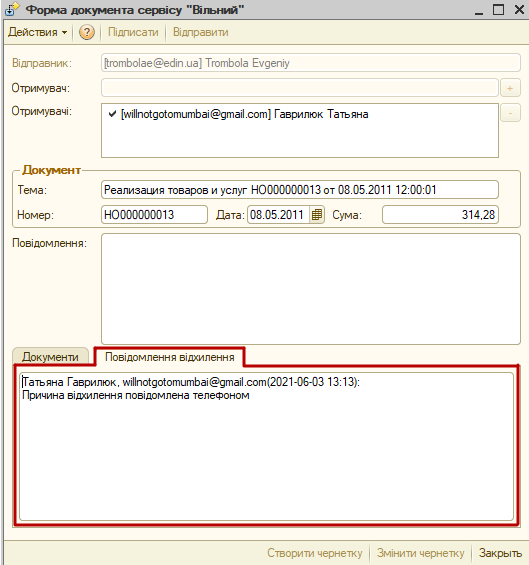 Форма документа сервісу "Вільний"
Действия ? Підписати Відправити
Відправник: [trombolae@edin.ua] Trombola Evgeniy
Отримувач: +
Отримувачі: ✔ [willnotgotomumbai@gmail.com] Гаврилюк Татьяна -
Документ
Тема: Реализация товаров и услуг НО000000013 от 08.05.2011 12:00:01
Номер: НО000000013 Дата: 08.05.2011 Сума: 314,28
Повідомлення:
Документи Повідомлення відхилення
Татьяна Гаврилюк, willnotgotomumbai@gmail.com(2021-06-03 13:13):
Причина відхилення повідомлена телефоном
Створити чернетку Змінити чернетку Закрыть